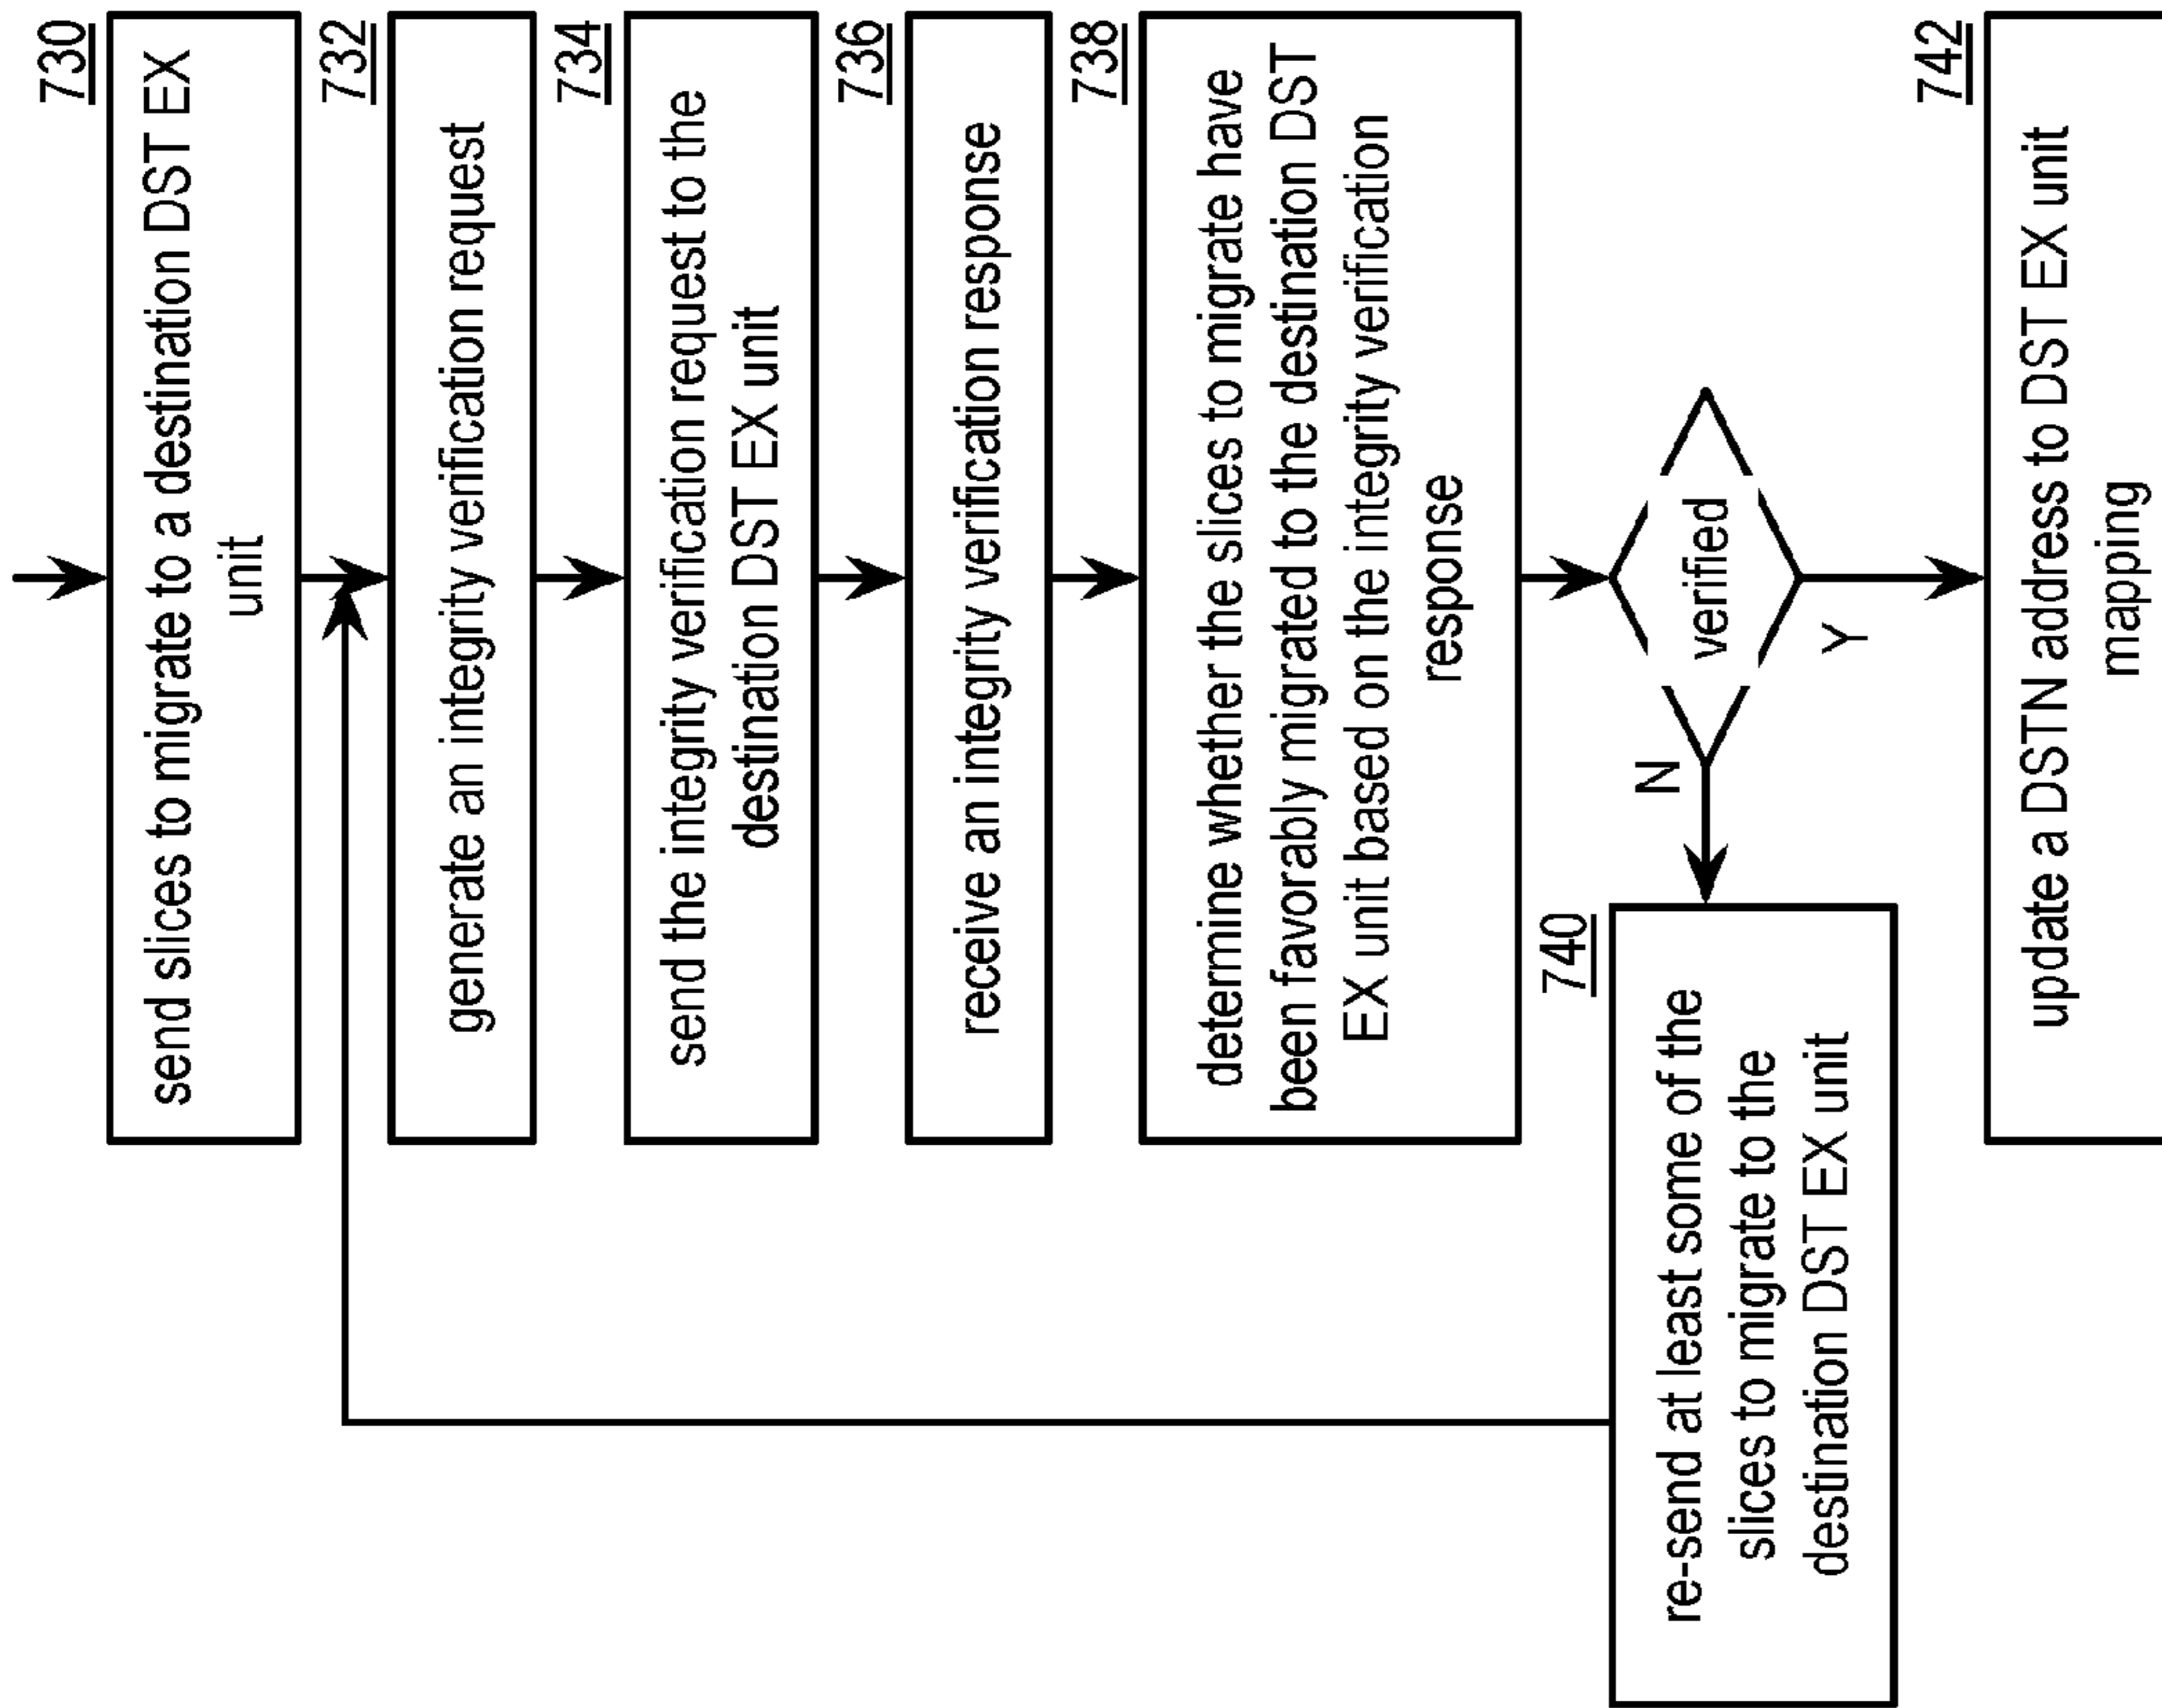 730
send slices to migrate to a destination DST EX
unit
732
generate an integrity verification request
734
send the integrity verification request to the
destination DST EX unit
736
receive an integrity verification response
738
determine whether the slices to migrate have
been favorably migrated to the destination DST
EX unit based on the integrity verification
response
verified
N
Y
740
re-send at least some of the
slices to migrate to the
destination DST EX unit
742
update a DSTN address to DST EX unit
mapping